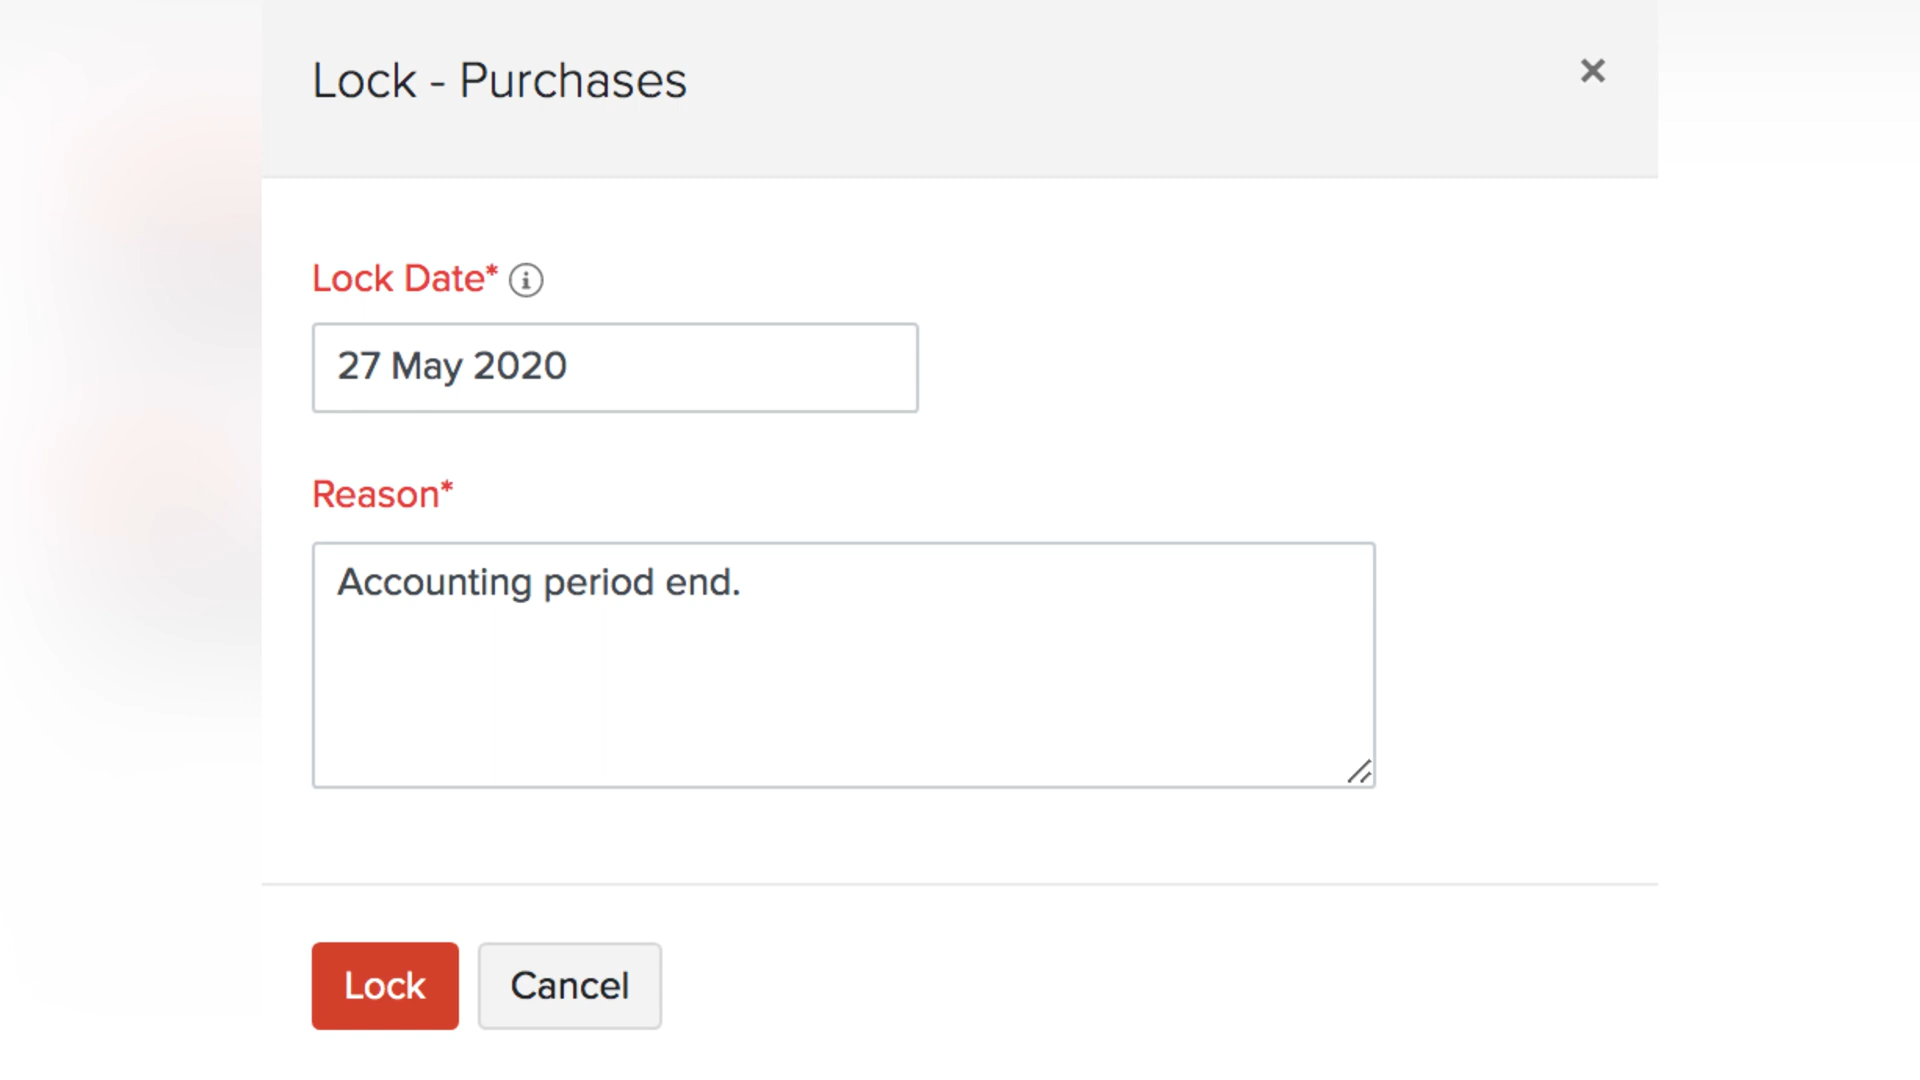 Lock - Purchases
Lock Date*
27 May 2020
Reason*
Accounting period end.
Lock
Cancel